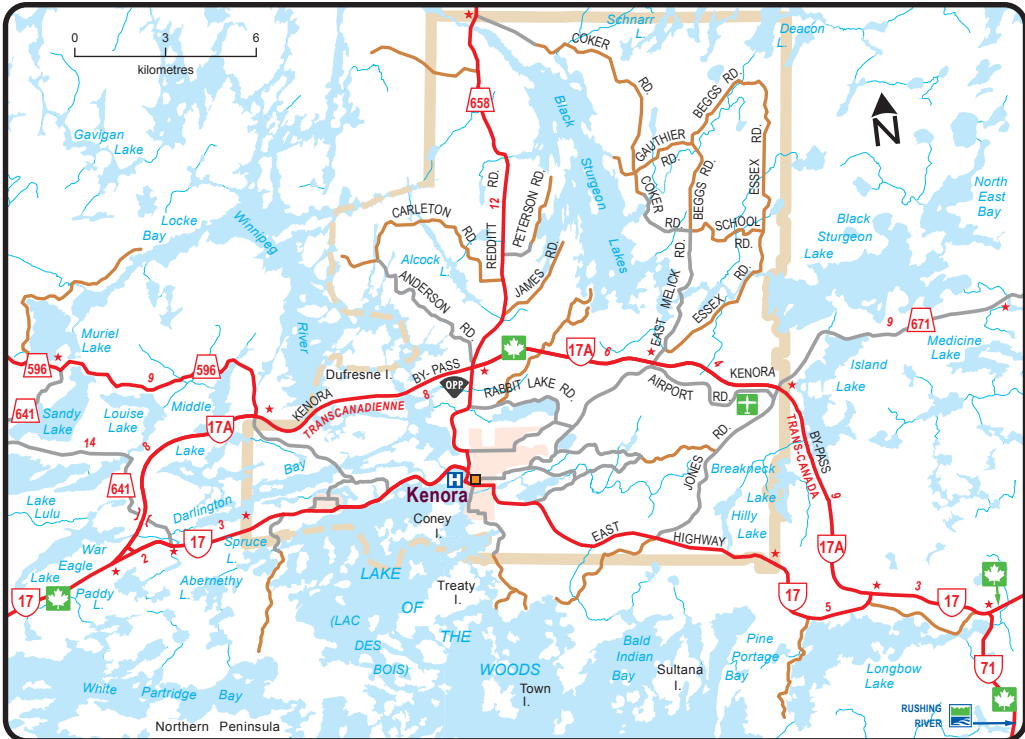 0 3 6
kilometres
Schnarr
L.
Deacon
L.
COKER
RD.
658
Black
Sturgeon
Lakes
BEGGS RD.
GAUTHIER
RD.
BEGGS RD.
ESSEX RD.
COKER
RD.
SCHOOL
RD.
N
Gavigan
Lake
North
East
Bay
Locke
Bay
Winnipeg
River
CARLETON
RD.
REDDITT RD.
12
PETERSON RD.
Alcock
L.
JAMES RD.
ANDERSON
RD.
EAST MELICK RD.
ESSEX RD.
Black
Sturgeon
Lake
9
671
Medicine
Lake
Island
Lake
Muriel
Lake
596
9
596
641
Sandy
Lake
Louise
Lake
Middle
Lake
14
8
17A
Dufresne I.
KENORA BY-PASS
TRANSCANADIENNE
8
OPP
17A
6
4
KENORA
BY-PASS
TRANS-CANADA
9
RABBIT LAKE RD.
AIRPORT RD.
JONES RD.
641
Lake
Lulu
Darlington
Bay
3
17
2
H
Kenora
Coney
I.
Breakneck
Lake
Hilly
Lake
EAST HIGHWAY
17A
War
Eagle
Lake
Paddy
L.
17
Abernethy
L.
Spruce
L.
LAKE
OF
THE
WOODS
(LAC
DES
BOIS)
Treaty
I.
17
5
3
17
71
Bald
Indian
Bay
Sultana
I.
Pine
Portage
Bay
Longbow
Lake
Town
I.
White Partridge Bay
Northern Peninsula
RUSHING
RIVER